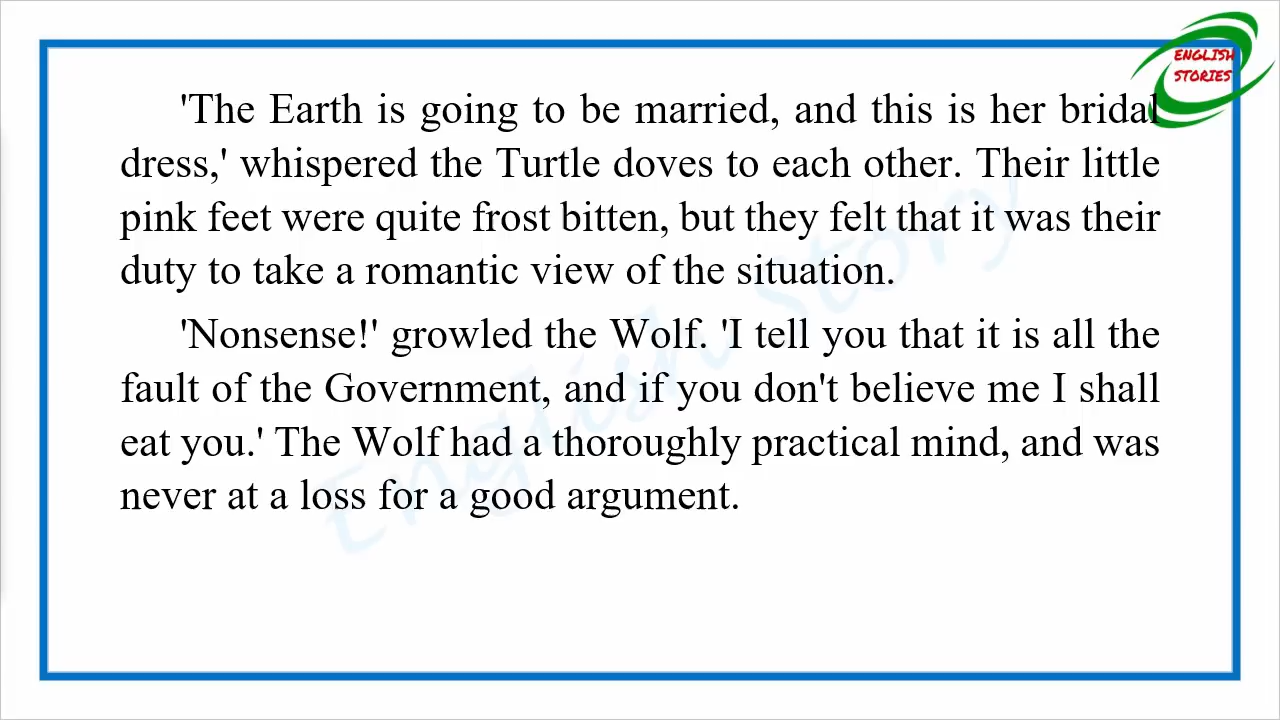 ENGLISH
STORIES
'The Earth is going to be married, and this is her bridal
dress,' whispered the Turtle doves to each other. Their little
pink feet were quite frost bitten, but they felt that it was their
duty to take a romantic view of the situation.
'Nonsense!' growled the Wolf. 'I tell you that it is all the
fault of the Government, and if you don't believe me I shall
eat you.' The Wolf had a thoroughly practical mind, and was
never at a loss for a good argument.
English Story